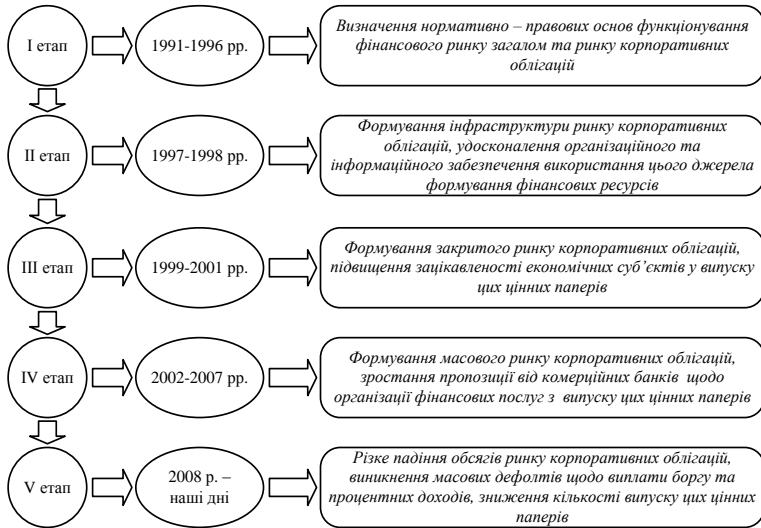 I етап
1991-1996 рр.
Визначення нормативно – правових основ функціонування
фінансового ринку загалом та ринку корпоративних
облігацій
II етап
1997-1998 рр.
Формування інфраструктури ринку корпоративних
облігацій, удосконалення організаційного та
інформаційного забезпечення використання цього джерела
формування фінансових ресурсів
III етап
1999-2001 рр.
Формування закритого ринку корпоративних облігацій,
підвищення зацікавленості економічних суб’єктів у випуску
цих цінних паперів
IV етап
2002-2007 рр.
Формування масового ринку корпоративних облігацій,
зростання пропозиції від комерційних банків щодо
організації фінансових послуг з випуску цих цінних паперів
V етап
2008 р. –
наші дні
Різке падіння обсягів ринку корпоративних облігацій,
виникнення масових дефолтів щодо виплати боргу та
процентних доходів, зниження кількості випуску цих цінних
паперів